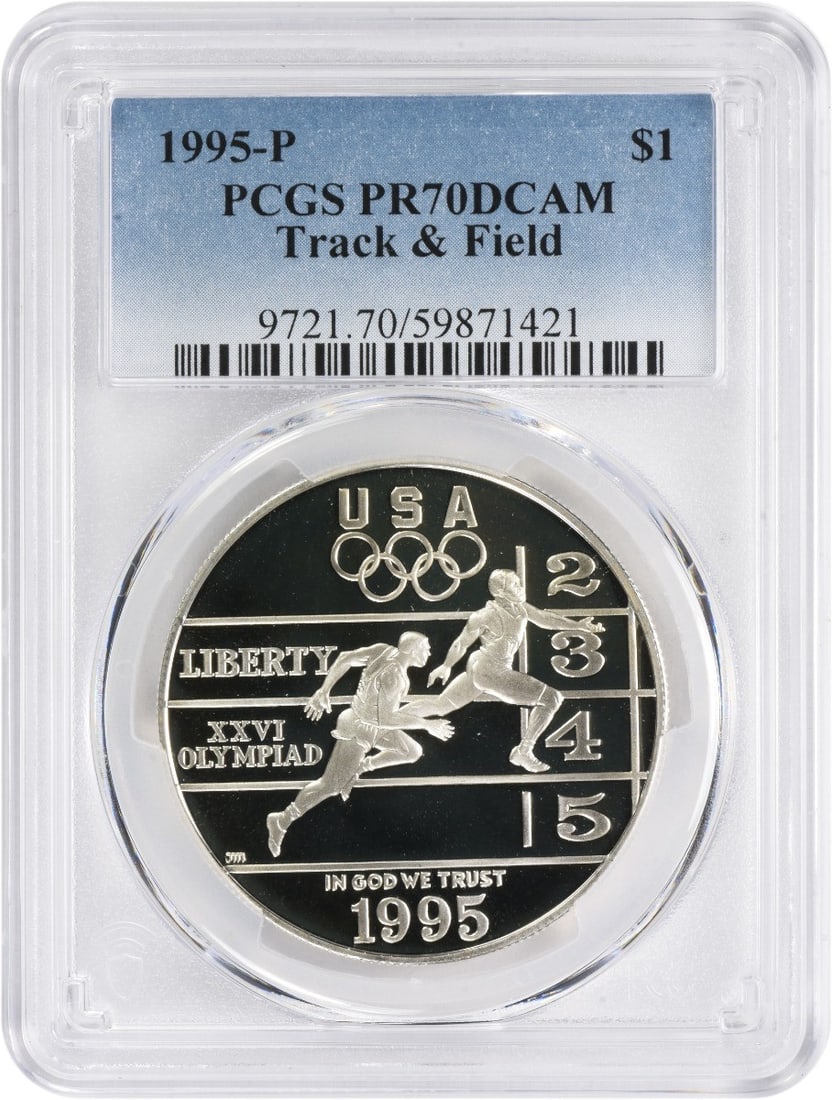 1995-P $1
PCGS PR70DCAM
Track & Field
9721.70/59871421
USA
2
LIBERTY 3
XXVI
OLYMPIAD 4
5
JM
IN GOD WE TRUST
1995